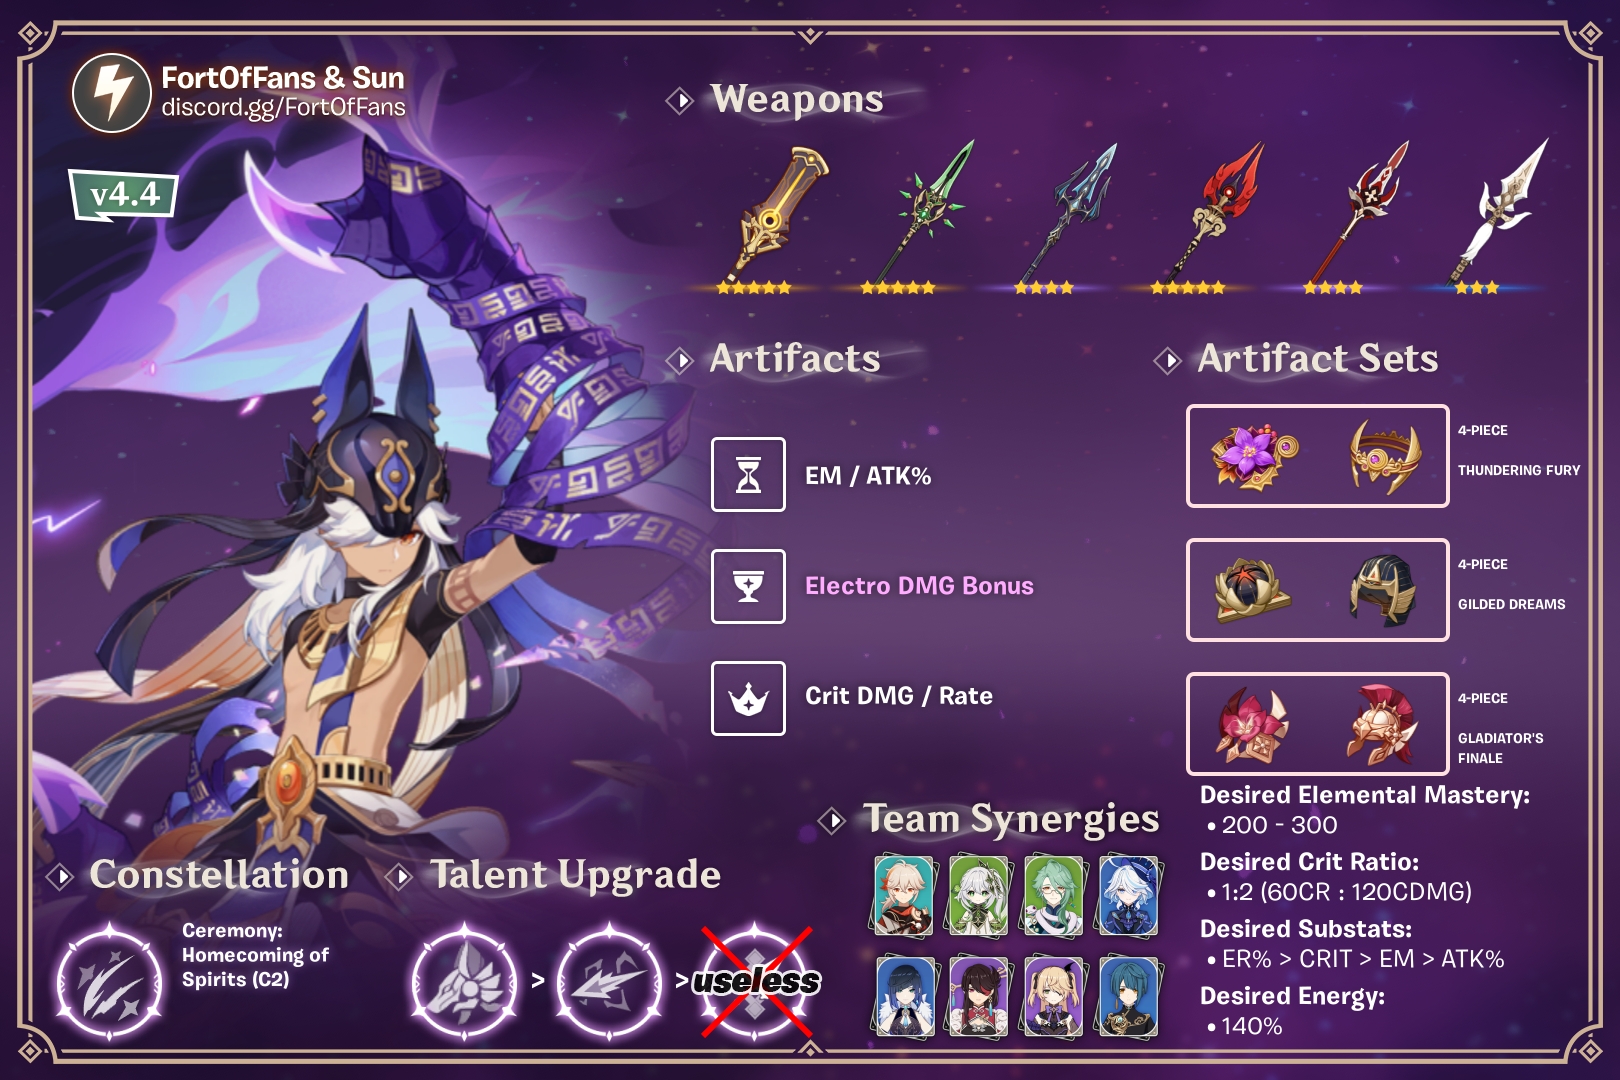 FortOfFans & Sun
discord.gg/FortOfFans
v4.4
Weapons
Artifacts
EM / ATK%
Electro DMG Bonus
Crit DMG / Rate
Artifact Sets
4-PIECE
THUNDERING FURY
4-PIECE
GILDED DREAMS
4-PIECE
GLADIATOR'S
FINALE
Constellation
Ceremony:
Homecoming of
Spirits (C2)
Talent Upgrade
> > useless
Team Synergies
Desired Elemental Mastery:
• 200 - 300
Desired Crit Ratio:
• 1:2 (60CR : 120CDMG)
Desired Substats:
• ER% > CRIT > EM > ATK%
Desired Energy:
• 140%